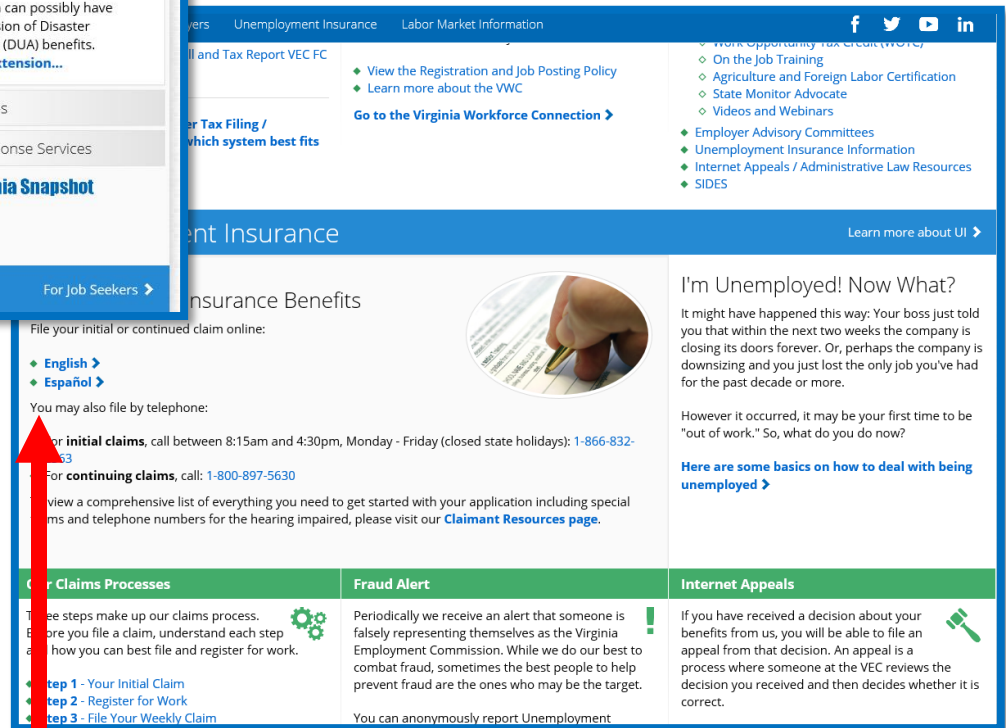 can possibly have
sion of Disaster
(DUA) benefits.
tension...
s
onse Services
nia Snapshot
For Job Seekers
yers Unemployment Insurance Labor Market Information
ll and Tax Report VEC FC
er Tax Filing /
which system best fits
View the Registration and Job Posting Policy
Learn more about the VWC
Go to the Virginia Workforce Connection
Work Opportunity Tax Credit (WOTC)
On the Job Training
Agriculture and Foreign Labor Certification
State Monitor Advocate
Videos and Webinars
Employer Advisory Committees
Unemployment Insurance Information
Internet Appeals / Administrative Law Resources
SIDES
ent Insurance
Learn more about UI
nsurance Benefits
File your initial or continued claim online:
English
Español
You may also file by telephone:
or initial claims, call between 8:15am and 4:30pm, Monday - Friday (closed state holidays): 1-866-832-
63
For continuing claims, call: 1-800-897-5630
view a comprehensive list of everything you need to get started with your application including special
ms and telephone numbers for the hearing impaired, please visit our Claimant Resources page.
I'm Unemployed! Now What?
It might have happened this way: Your boss just told
you that within the next two weeks the company is
closing its doors forever. Or, perhaps the company is
downsizing and you just lost the only job you've had
for the past decade or more.
However it occurred, it may be your first time to be
"out of work." So, what do you do now?
Here are some basics on how to deal with being
unemployed
r Claims Processes
ee steps make up our claims process.
ore you file a claim, understand each step
how you can best file and register for work.
tep 1 - Your Initial Claim
tep 2 - Register for Work
tep 3 - File Your Weekly Claim
Fraud Alert
Periodically we receive an alert that someone is
falsely representing themselves as the Virginia
Employment Commission. While we do our best to
combat fraud, sometimes the best people to help
prevent fraud are the ones who may be the target.
You can anonymously report Unemployment
Internet Appeals
If you have received a decision about your
benefits from us, you will be able to file an
appeal from that decision. An appeal is a
process where someone at the VEC reviews the
decision you received and then decides whether it is
correct.